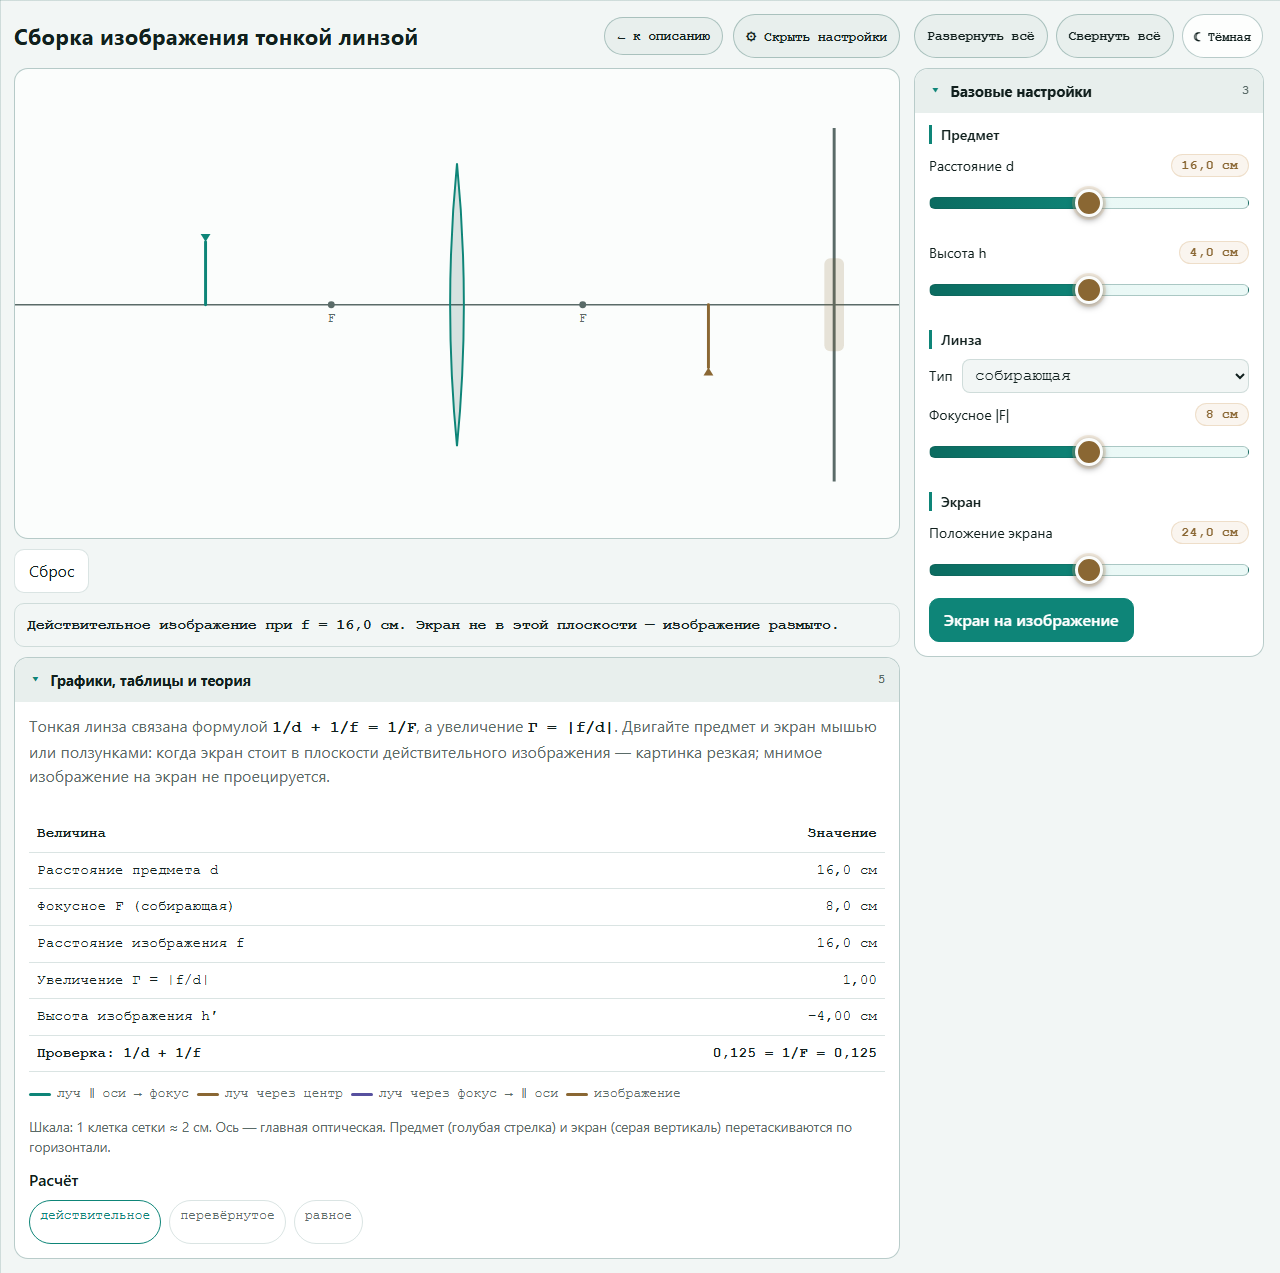 Сборка изображения тонкой линзой
← к описанию
⚙ Скрыть настройки
Развернуть всё
Свернуть всё
☾ Тёмная
F
F
Сброс
Действительное изображение при f = 16,0 см. Экран не в этой плоскости — изображение размыто.
Графики, таблицы и теория
5
Тонкая линза связана формулой 1/d + 1/f = 1/F, а увеличение Γ = |f/d|. Двигайте предмет и экран мышью
или ползунками: когда экран стоит в плоскости действительного изображения — картинка резкая; мнимое
изображение на экран не проецируется.
Величина Значение
Расстояние предмета d 16,0 см
Фокусное F (собирающая) 8,0 см
Расстояние изображения f 16,0 см
Увеличение Γ = |f/d| 1,00
Высота изображения h′ −4,00 см
Проверка: 1/d + 1/f 0,125 = 1/F = 0,125
луч ∥ оси → фокус луч через центр луч через фокус → ∥ оси изображение
Шкала: 1 клетка сетки ≈ 2 см. Ось — главная оптическая. Предмет (голубая стрелка) и экран (серая вертикаль) перетаскиваются по
горизонтали.
Расчёт
действительное
перевёрнутое
равное
Базовые настройки
3
Предмет
Расстояние d 16,0 см
Высота h 4,0 см
Линза
Тип собирающая
Фокусное |F| 8 см
Экран
Положение экрана 24,0 см
Экран на изображение